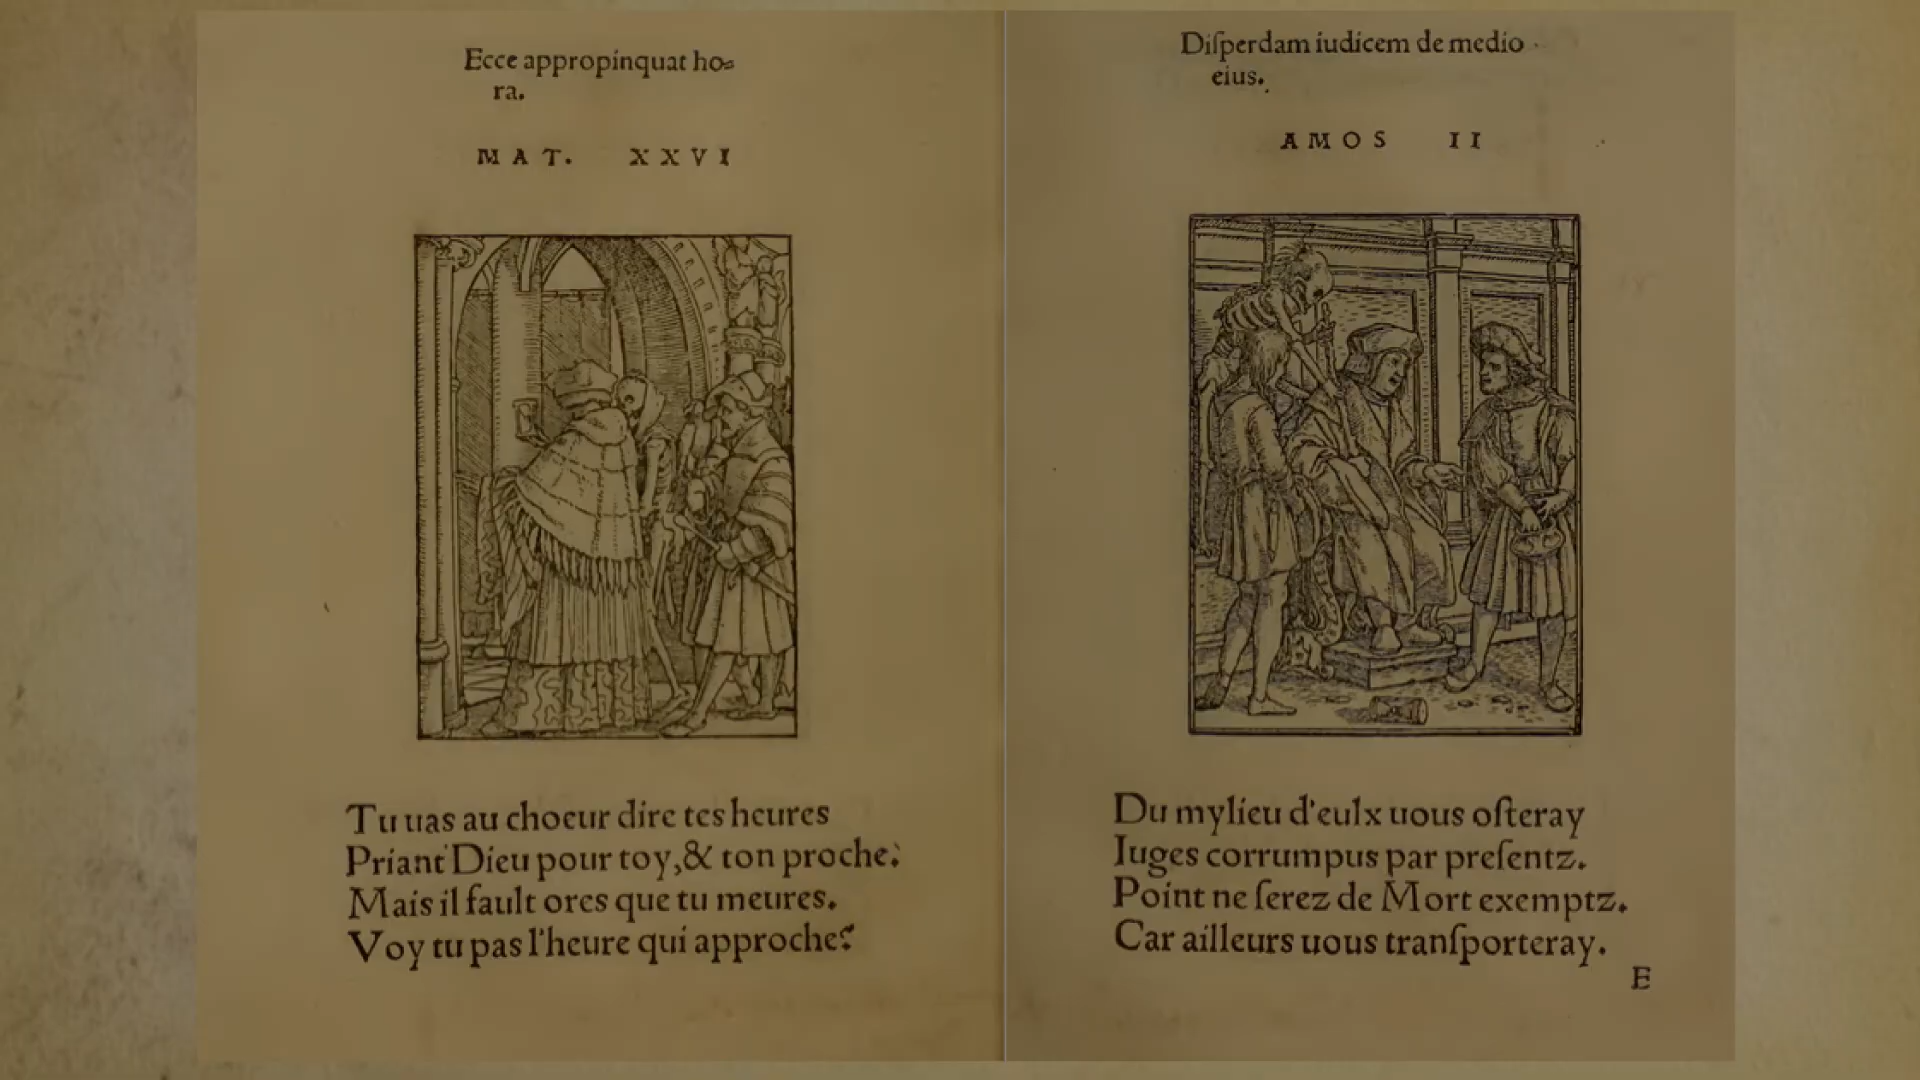 Ecce appropinquat ho=
ra.
MAT. XXVI
Tu uas au choeur dire tes heures
Priant Dieu pour toy,& ton proche.
Mais il fault ores que tu meures.
Voy tu pas l'heure qui approche?
Diſperdam iudicem de medio
eius.
AMOS II
Du mylieu d'eulx uous oſteray
Iuges corrumpus par preſentz.
Point ne ſerez de Mort exemptz.
Car ailleurs uous tranſporteray.
E